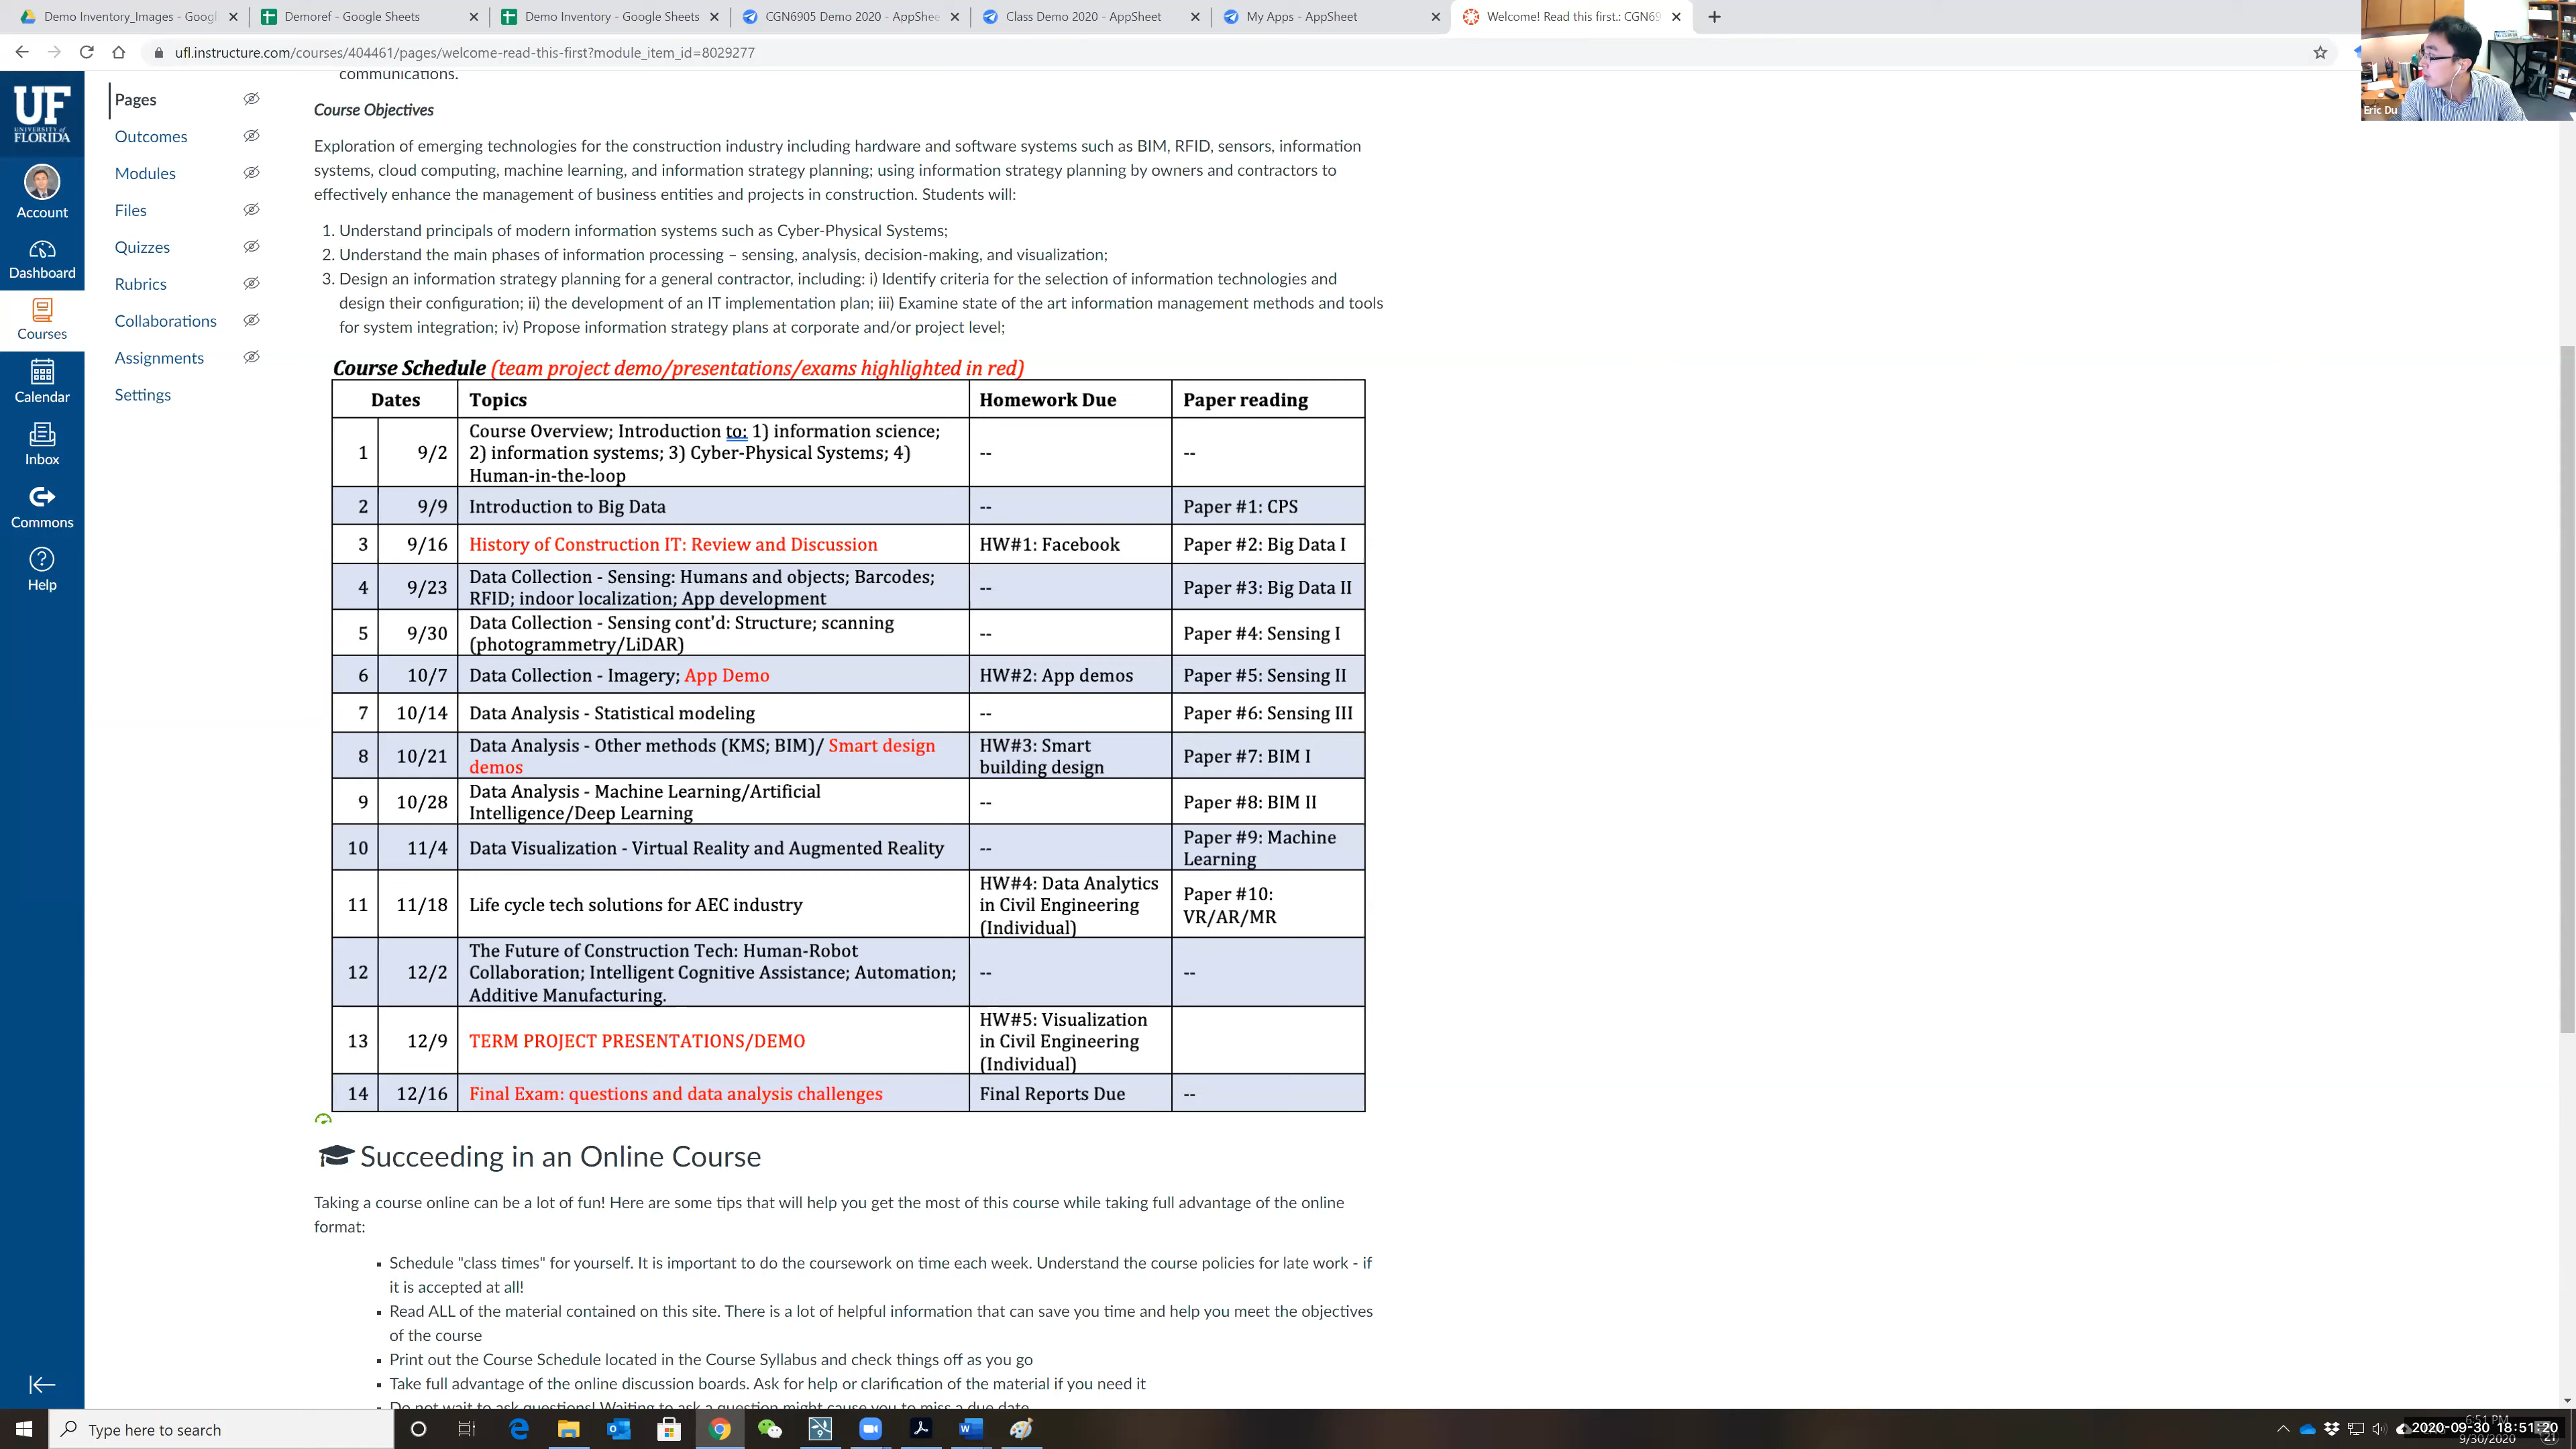 Demo Inventory_Images - Googl
Demoref - Google Sheets
Demo Inventory - Google Sheets
CGN6905 Demo 2020 - AppShee
Class Demo 2020 - AppSheet
My Apps - AppSheet
Welcome! Read this first.: CGN69
ufl.instructure.com/courses/404461/pages/welcome-read-this-first?module_item_id=8029277
Eric Du
UF
UNIVERSITY of
FLORIDA
Account
Dashboard
Courses
Calendar
Inbox
Commons
Help
Pages
Outcomes
Modules
Files
Quizzes
Rubrics
Collaborations
Assignments
Settings
communications.
Course Objectives
Exploration of emerging technologies for the construction industry including hardware and software systems such as BIM, RFID, sensors, information
systems, cloud computing, machine learning, and information strategy planning; using information strategy planning by owners and contractors to
effectively enhance the management of business entities and projects in construction. Students will:
1. Understand principals of modern information systems such as Cyber-Physical Systems;
2. Understand the main phases of information processing – sensing, analysis, decision-making, and visualization;
3. Design an information strategy planning for a general contractor, including: i) Identify criteria for the selection of information technologies and
design their configuration; ii) the development of an IT implementation plan; iii) Examine state of the art information management methods and tools
for system integration; iv) Propose information strategy plans at corporate and/or project level;
Course Schedule (team project demo/presentations/exams highlighted in red)
Dates Topics Homework Due Paper reading
1 9/2 Course Overview; Introduction to: 1) information science;
2) information systems; 3) Cyber-Physical Systems; 4)
Human-in-the-loop
-- --
2 9/9 Introduction to Big Data -- Paper #1: CPS
3 9/16 History of Construction IT: Review and Discussion HW#1: Facebook Paper #2: Big Data I
4 9/23 Data Collection - Sensing: Humans and objects; Barcodes;
RFID; indoor localization; App development
-- Paper #3: Big Data II
5 9/30 Data Collection - Sensing cont'd: Structure; scanning
(photogrammetry/LiDAR)
-- Paper #4: Sensing I
6 10/7 Data Collection - Imagery; App Demo HW#2: App demos Paper #5: Sensing II
7 10/14 Data Analysis - Statistical modeling -- Paper #6: Sensing III
8 10/21 Data Analysis - Other methods (KMS; BIM)/ Smart design
demos
HW#3: Smart
building design
Paper #7: BIM I
9 10/28 Data Analysis - Machine Learning/Artificial
Intelligence/Deep Learning
-- Paper #8: BIM II
10 11/4 Data Visualization - Virtual Reality and Augmented Reality --
Paper #9: Machine
Learning
11 11/18 Life cycle tech solutions for AEC industry
HW#4: Data Analytics
in Civil Engineering
(Individual)
Paper #10:
VR/AR/MR
12 12/2 The Future of Construction Tech: Human-Robot
Collaboration; Intelligent Cognitive Assistance; Automation;
Additive Manufacturing.
-- --
13 12/9 TERM PROJECT PRESENTATIONS/DEMO
HW#5: Visualization
in Civil Engineering
(Individual)
14 12/16 Final Exam: questions and data analysis challenges Final Reports Due --
Succeeding in an Online Course
Taking a course online can be a lot of fun! Here are some tips that will help you get the most of this course while taking full advantage of the online
format:
▪ Schedule "class times" for yourself. It is important to do the coursework on time each week. Understand the course policies for late work - if
it is accepted at all!
▪ Read ALL of the material contained on this site. There is a lot of helpful information that can save you time and help you meet the objectives
of the course
▪ Print out the Course Schedule located in the Course Syllabus and check things off as you go
▪ Take full advantage of the online discussion boards. Ask for help or clarification of the material if you need it
▪ Do not wait to ask questions! Waiting to ask a question might cause you to miss a due date
Type here to search
6:51 PM
2020-09-30 18:51:20
9/30/2020